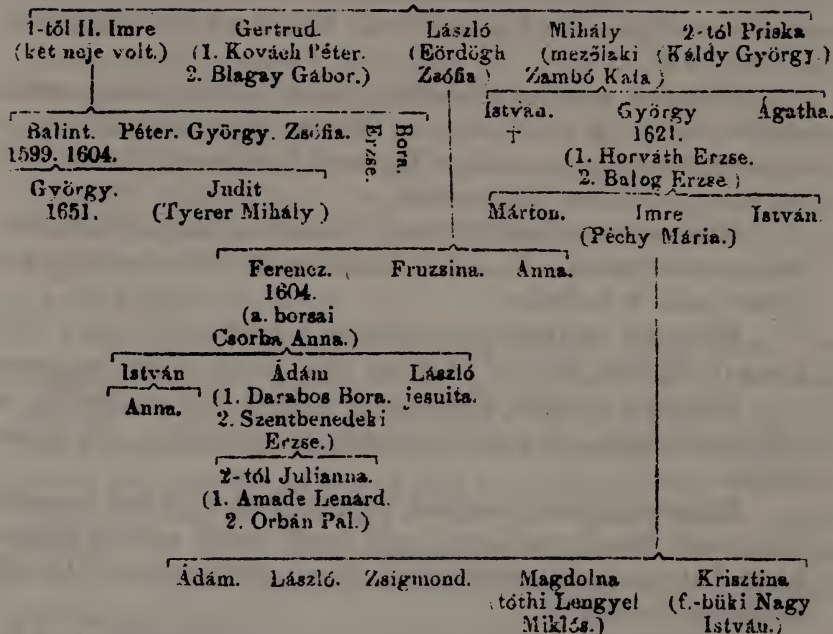 1-től II. Imre Gertrud László Mihály 2-tól Priska
(két neje volt.) (1. Kovách Péter. (Eördögh (mezőlaki (Káldy György.)
2. Blagay Gábor.) Zsófia) Zambó Kata)
István. György Ágatha.
† 1621.
(1. Horváth Erzse.
2. Balog Erzse)
Balint. Péter. György. Zsófia. Erzse. Bora.
1599. 1604.
György. Judit
1651. (Tyerer Mihály)
Márton. Imre István.
(Péchy Mária.)
Ferencz. Fruzsina. Anna.
1604.
(a. borsai
Csorba Anna.)
István Ádám László
Anna. (1. Darabos Bora. jesuita.
2. Szentbenedeki
Erzse.)
2-tól Julianna.
(1. Amade Lenárd.
2. Orbán Pal.)
Ádám. László. Zsigmond. Magdolna Krisztina
(tóthi Lengyel (f.-büki Nagy
Miklós.) István.)